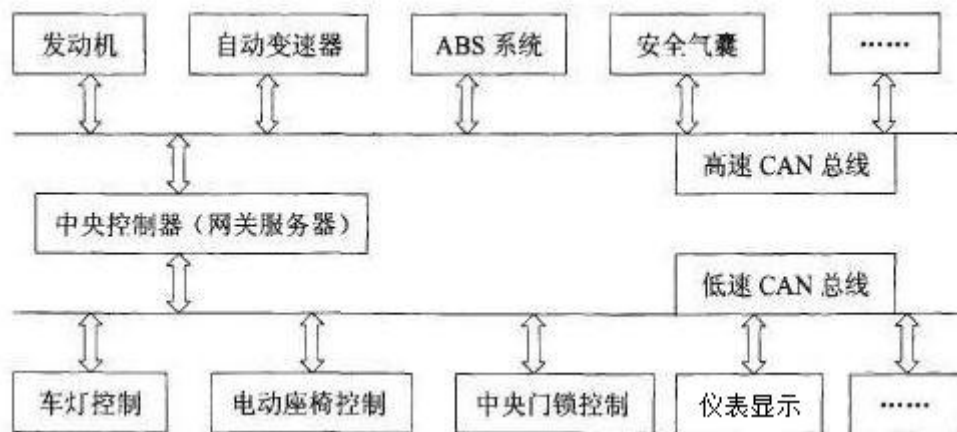 发动机
自动变速器
ABS 系统
安全气囊
……
高速 CAN 总线
中央控制器（网关服务器）
低速 CAN 总线
车灯控制
电动座椅控制
中央门锁控制
仪表显示
……